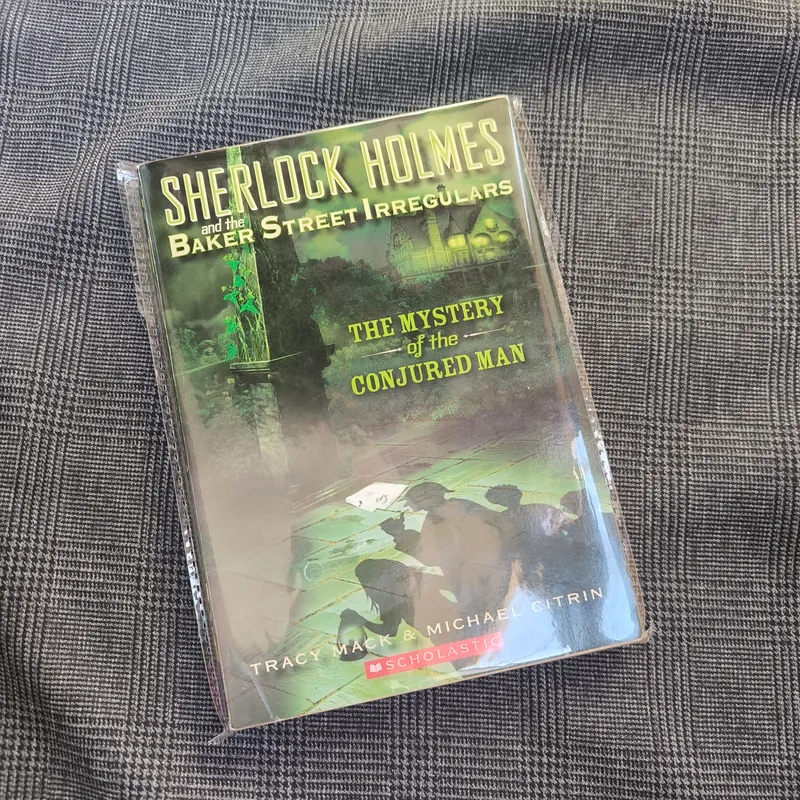 SHERLOCK HOLMES
and the
BAKER STREET IRREGULARS
THE MYSTERY
of the
CONJURED MAN
TRACY MACK & MICHAEL CITRIN
SCHOLASTIC